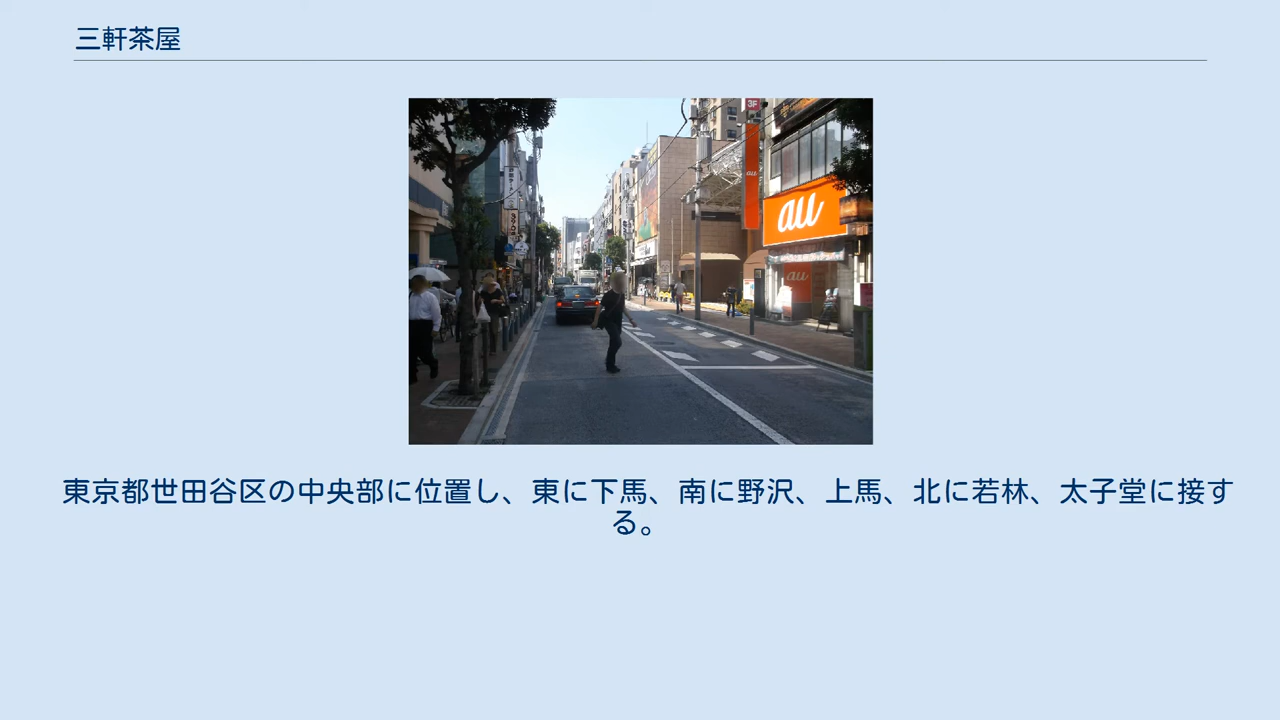 三軒茶屋
3F
au
au
au
東京都世田谷区の中央部に位置し、東に下馬、南に野沢、上馬、北に若林、太子堂に接す
る。